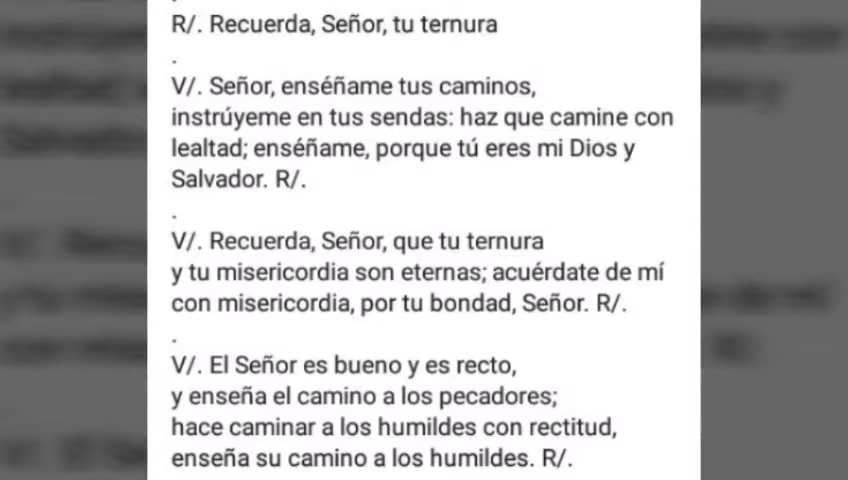 R/. Recuerda, Señor, tu ternura
.
V/. Señor, enséñame tus caminos,
instrúyeme en tus sendas: haz que camine con
lealtad; enséñame, porque tú eres mi Dios y
Salvador. R/.
.
V/. Recuerda, Señor, que tu ternura
y tu misericordia son eternas; acuérdate de mí
con misericordia, por tu bondad, Señor. R/.
.
V/. El Señor es bueno y es recto,
y enseña el camino a los pecadores;
hace caminar a los humildes con rectitud,
enseña su camino a los humildes. R/.